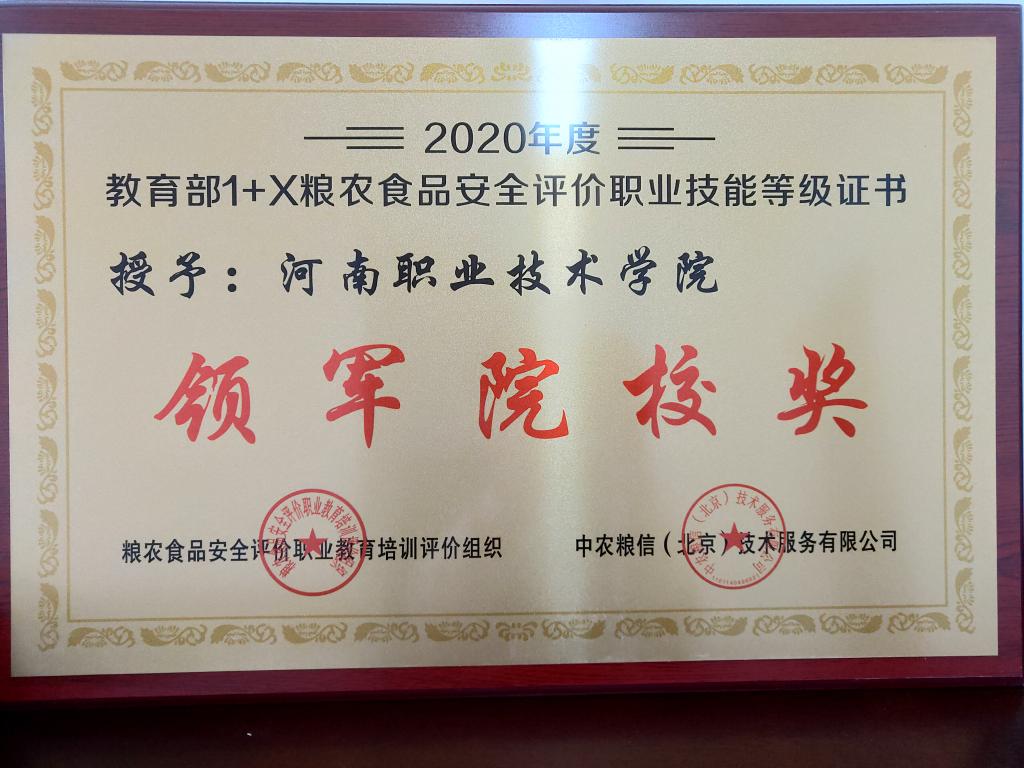 2020年度
教育部1+X粮农食品安全评价职业技能等级证书
授予：河南职业技术学院
领军院校奖
粮农食品安全评价职业教育培训评价组织
中农粮信（北京）技术服务有限公司